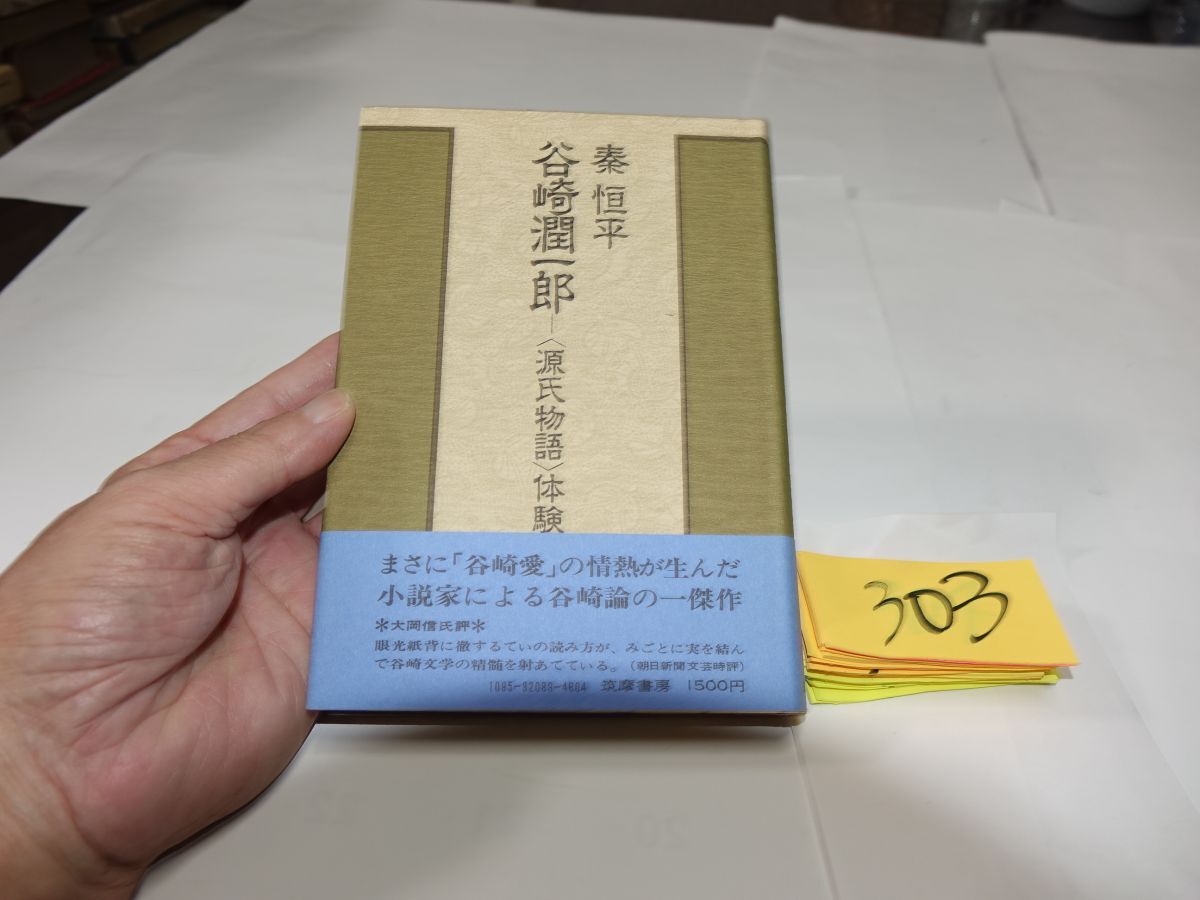 秦 恒平
谷崎潤一郎―〈源氏物語〉体験
まさに「谷崎愛」の情熱が生んだ
小説家による谷崎論の一傑作
＊大岡信氏評＊
眼光紙背に徹するていの読み方が、みごとに実を結ん
で谷崎文学の精髄を射あてている。（朝日新聞文芸時評）
1095-82088-4604 筑摩書房 1500円
303